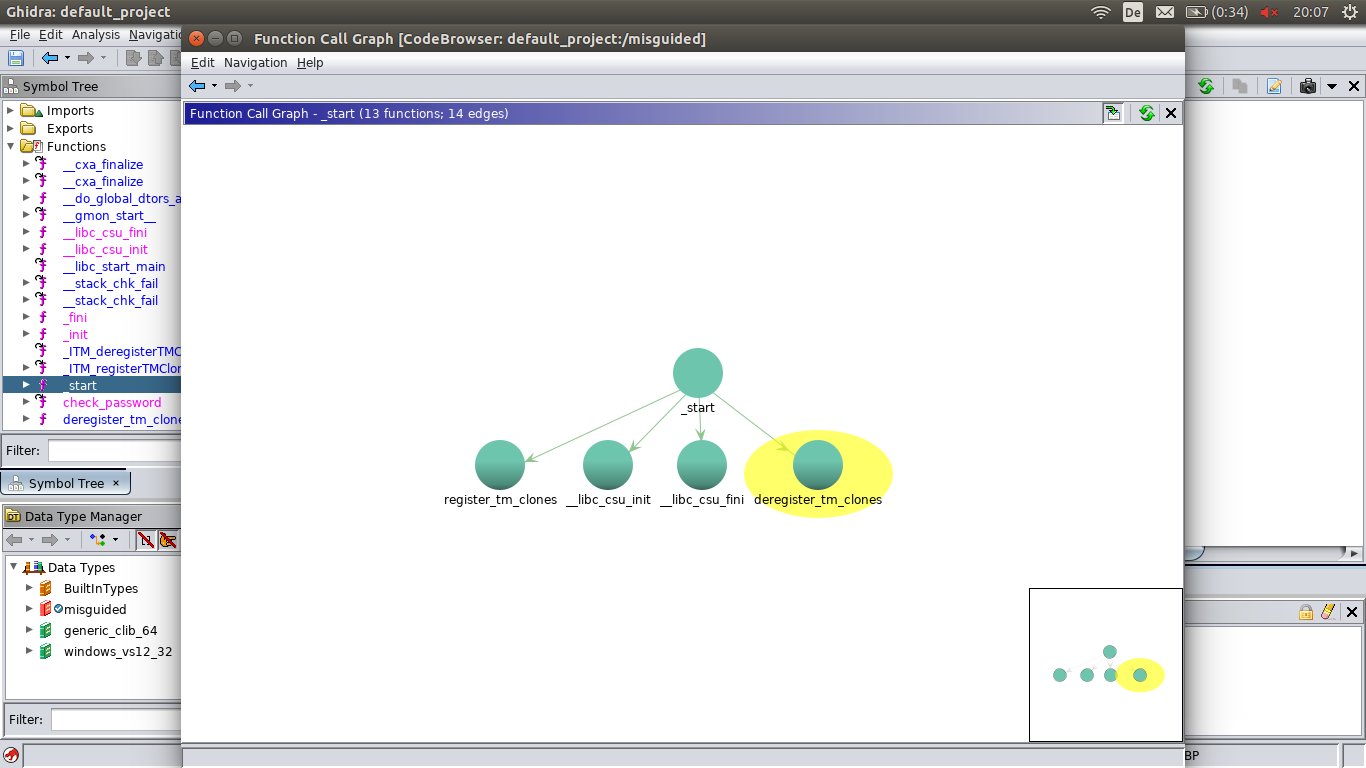 Ghidra: default_project
De
(0:34)
20:07
File Edit Analysis Navigatio
Function Call Graph [CodeBrowser: default_project:/misguided]
Edit Navigation Help
Symbol Tree
Function Call Graph - _start (13 functions; 14 edges)
Imports
Exports
Functions
__cxa_finalize
__cxa_finalize
__do_global_dtors_a
__gmon_start__
__libc_csu_fini
__libc_csu_init
__libc_start_main
__stack_chk_fail
__stack_chk_fail
_fini
_init
_ITM_deregisterTMC
_ITM_registerTMClon
_start
check_password
deregister_tm_clone
Filter:
Symbol Tree ×
_start
register_tm_clones
__libc_csu_init
__libc_csu_fini
deregister_tm_clones
Data Type Manager
DT
Data Types
BuiltInTypes
misguided
generic_clib_64
windows_vs12_32
Filter:
BP